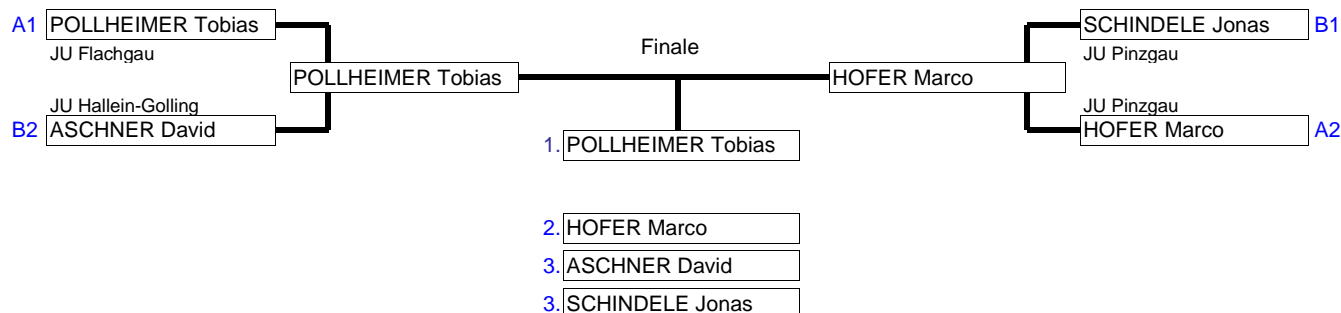 A1 POLLHEIMER Tobias
JU Flachgau
POLLHEIMER Tobias
JU Hallein-Golling
B2 ASCHNER David
Finale
SCHINDELE Jonas B1
JU Pinzgau
HOFER Marco
JU Pinzgau
HOFER Marco A2
1. POLLHEIMER Tobias
2. HOFER Marco
3. ASCHNER David
3. SCHINDELE Jonas